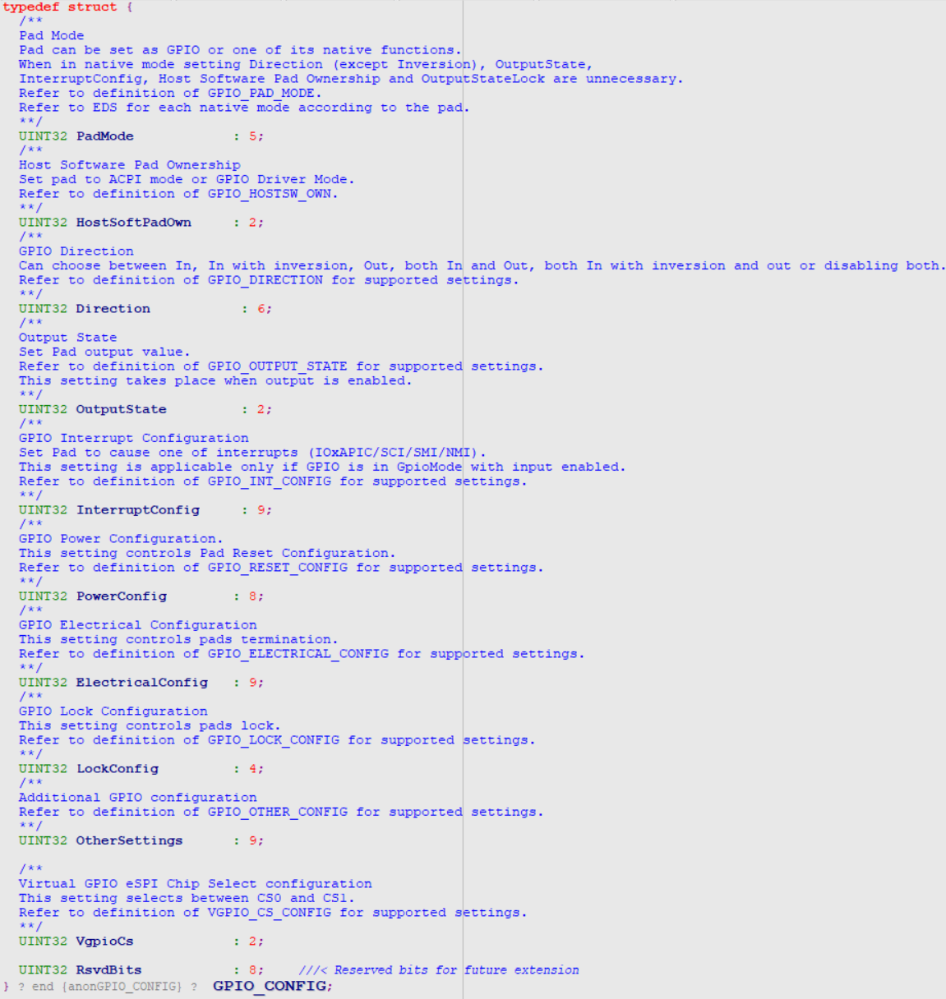 typedef struct {
/**
Pad Mode
Pad can be set as GPIO or one of its native functions.
When in native mode setting Direction (except Inversion), OutputState,
InterruptConfig, Host Software Pad Ownership and OutputStateLock are unnecessary.
Refer to definition of GPIO_PAD_MODE.
Refer to EDS for each native mode according to the pad.
**/
UINT32 PadMode : 5;
/**
Host Software Pad Ownership
Set pad to ACPI mode or GPIO Driver Mode.
Refer to definition of GPIO_HOSTSW_OWN.
**/
UINT32 HostSoftPadOwn : 2;
/**
GPIO Direction
Can choose between In, In with inversion, Out, both In and Out, both In with inversion and out or disabling both.
Refer to definition of GPIO_DIRECTION for supported settings.
**/
UINT32 Direction : 6;
/**
Output State
Set Pad output value.
Refer to definition of GPIO_OUTPUT_STATE for supported settings.
This setting takes place when output is enabled.
**/
UINT32 OutputState : 2;
/**
GPIO Interrupt Configuration
Set Pad to cause one of interrupts (IOxAPIC/SCI/SMI/NMI).
This setting is applicable only if GPIO is in GpioMode with input enabled.
Refer to definition of GPIO_INT_CONFIG for supported settings.
**/
UINT32 InterruptConfig : 9;
/**
GPIO Power Configuration.
This setting controls Pad Reset Configuration.
Refer to definition of GPIO_RESET_CONFIG for supported settings.
**/
UINT32 PowerConfig : 8;
/**
GPIO Electrical Configuration
This setting controls pads termination.
Refer to definition of GPIO_ELECTRICAL_CONFIG for supported settings.
**/
UINT32 ElectricalConfig : 9;
/**
GPIO Lock Configuration
This setting controls pads lock.
Refer to definition of GPIO_LOCK_CONFIG for supported settings.
**/
UINT32 LockConfig : 4;
/**
Additional GPIO configuration
Refer to definition of GPIO_OTHER_CONFIG for supported settings.
**/
UINT32 OtherSettings : 9;
/**
Virtual GPIO eSPI Chip Select configuration
This setting selects between CS0 and CS1.
Refer to definition of VGPIO_CS_CONFIG for supported settings.
**/
UINT32 VgpioCs : 2;
UINT32 RsvdBits : 8; ///< Reserved bits for future extension
} ? end {anonGPIO_CONFIG} ? GPIO_CONFIG;